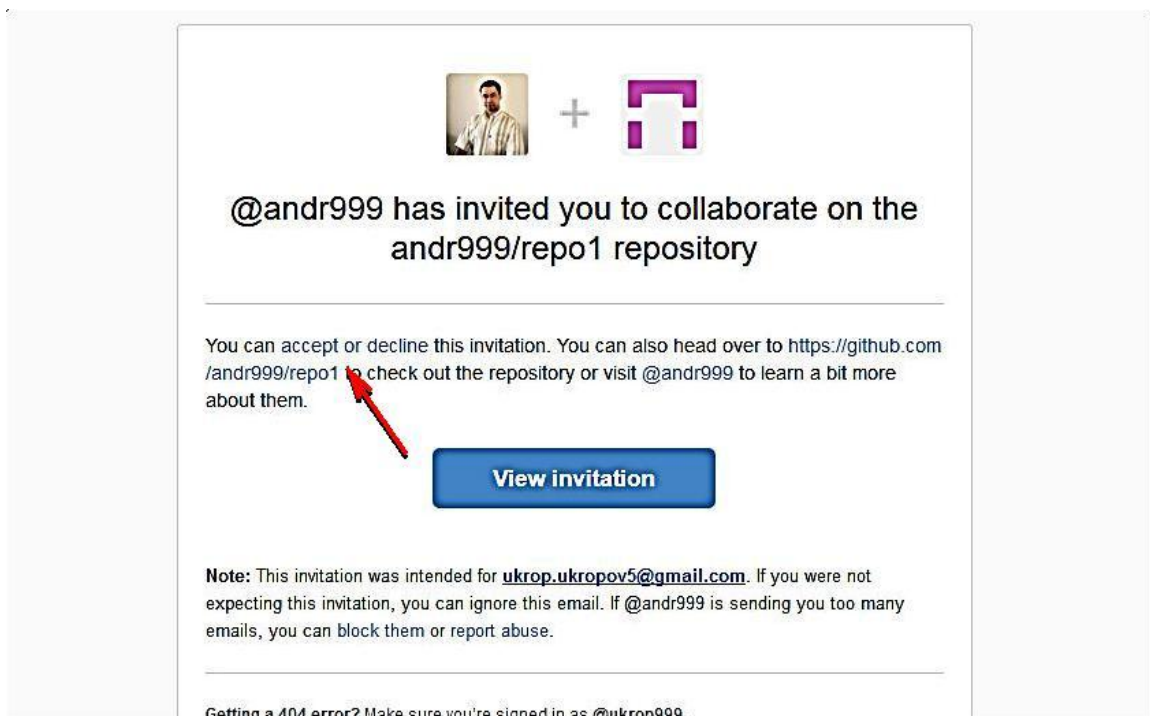 @andr999 has invited you to collaborate on the
andr999/repo1 repository
You can accept or decline this invitation. You can also head over to https://github.com
/andr999/repo1 to check out the repository or visit @andr999 to learn a bit more
about them.
View invitation
Note: This invitation was intended for ukrop.ukropov5@gmail.com. If you were not
expecting this invitation, you can ignore this email. If @andr999 is sending you too many
emails, you can block them or report abuse.
Getting a 404 error? Make sure you're signed in as @ukrop999